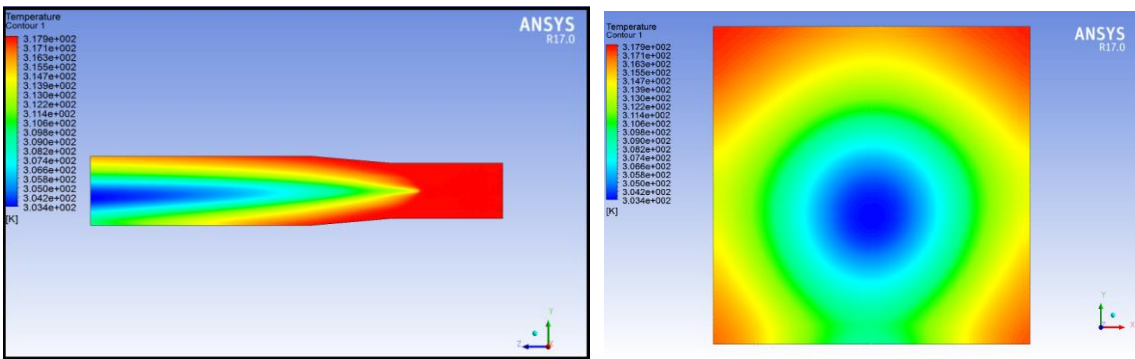 Temperature
Contour 1
3.179e+002
3.171e+002
3.163e+002
3.155e+002
3.147e+002
3.139e+002
3.130e+002
3.122e+002
3.114e+002
3.106e+002
3.098e+002
3.090e+002
3.082e+002
3.074e+002
3.066e+002
3.058e+002
3.050e+002
3.042e+002
3.034e+002
[K]
ANSYS
R17.0
Y
Z
X
Temperature
Contour 1
3.179e+002
3.171e+002
3.163e+002
3.155e+002
3.147e+002
3.139e+002
3.130e+002
3.122e+002
3.114e+002
3.106e+002
3.098e+002
3.090e+002
3.082e+002
3.074e+002
3.066e+002
3.058e+002
3.050e+002
3.042e+002
3.034e+002
[K]
ANSYS
R17.0
Y
Z
X